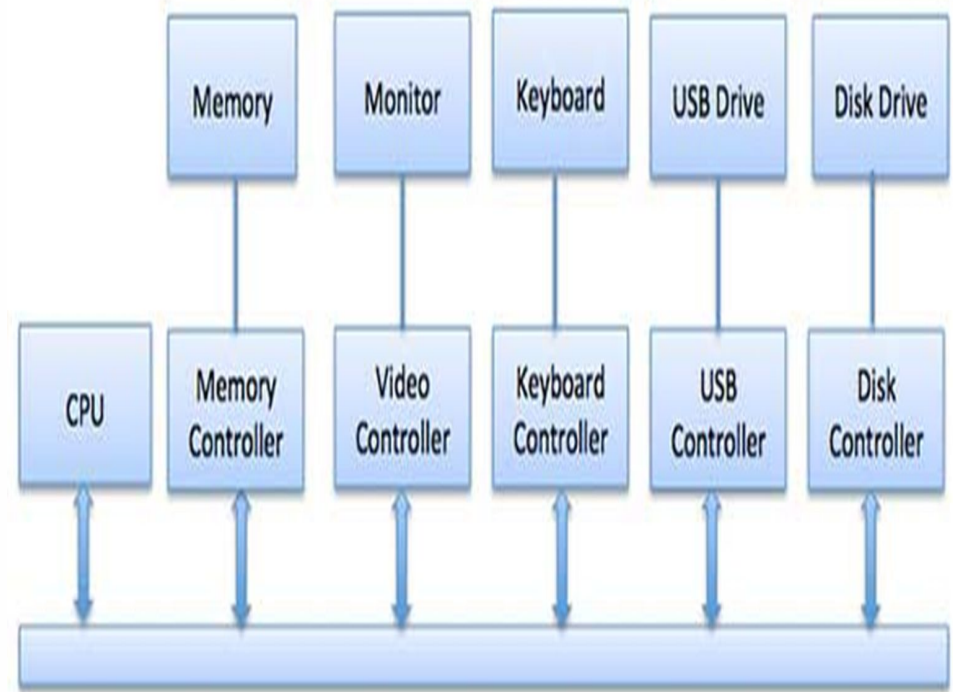 Memory
Monitor
Keyboard
USB Drive
Disk Drive
CPU
Memory
Controller
Video
Controller
Keyboard
Controller
USB
Controller
Disk
Controller